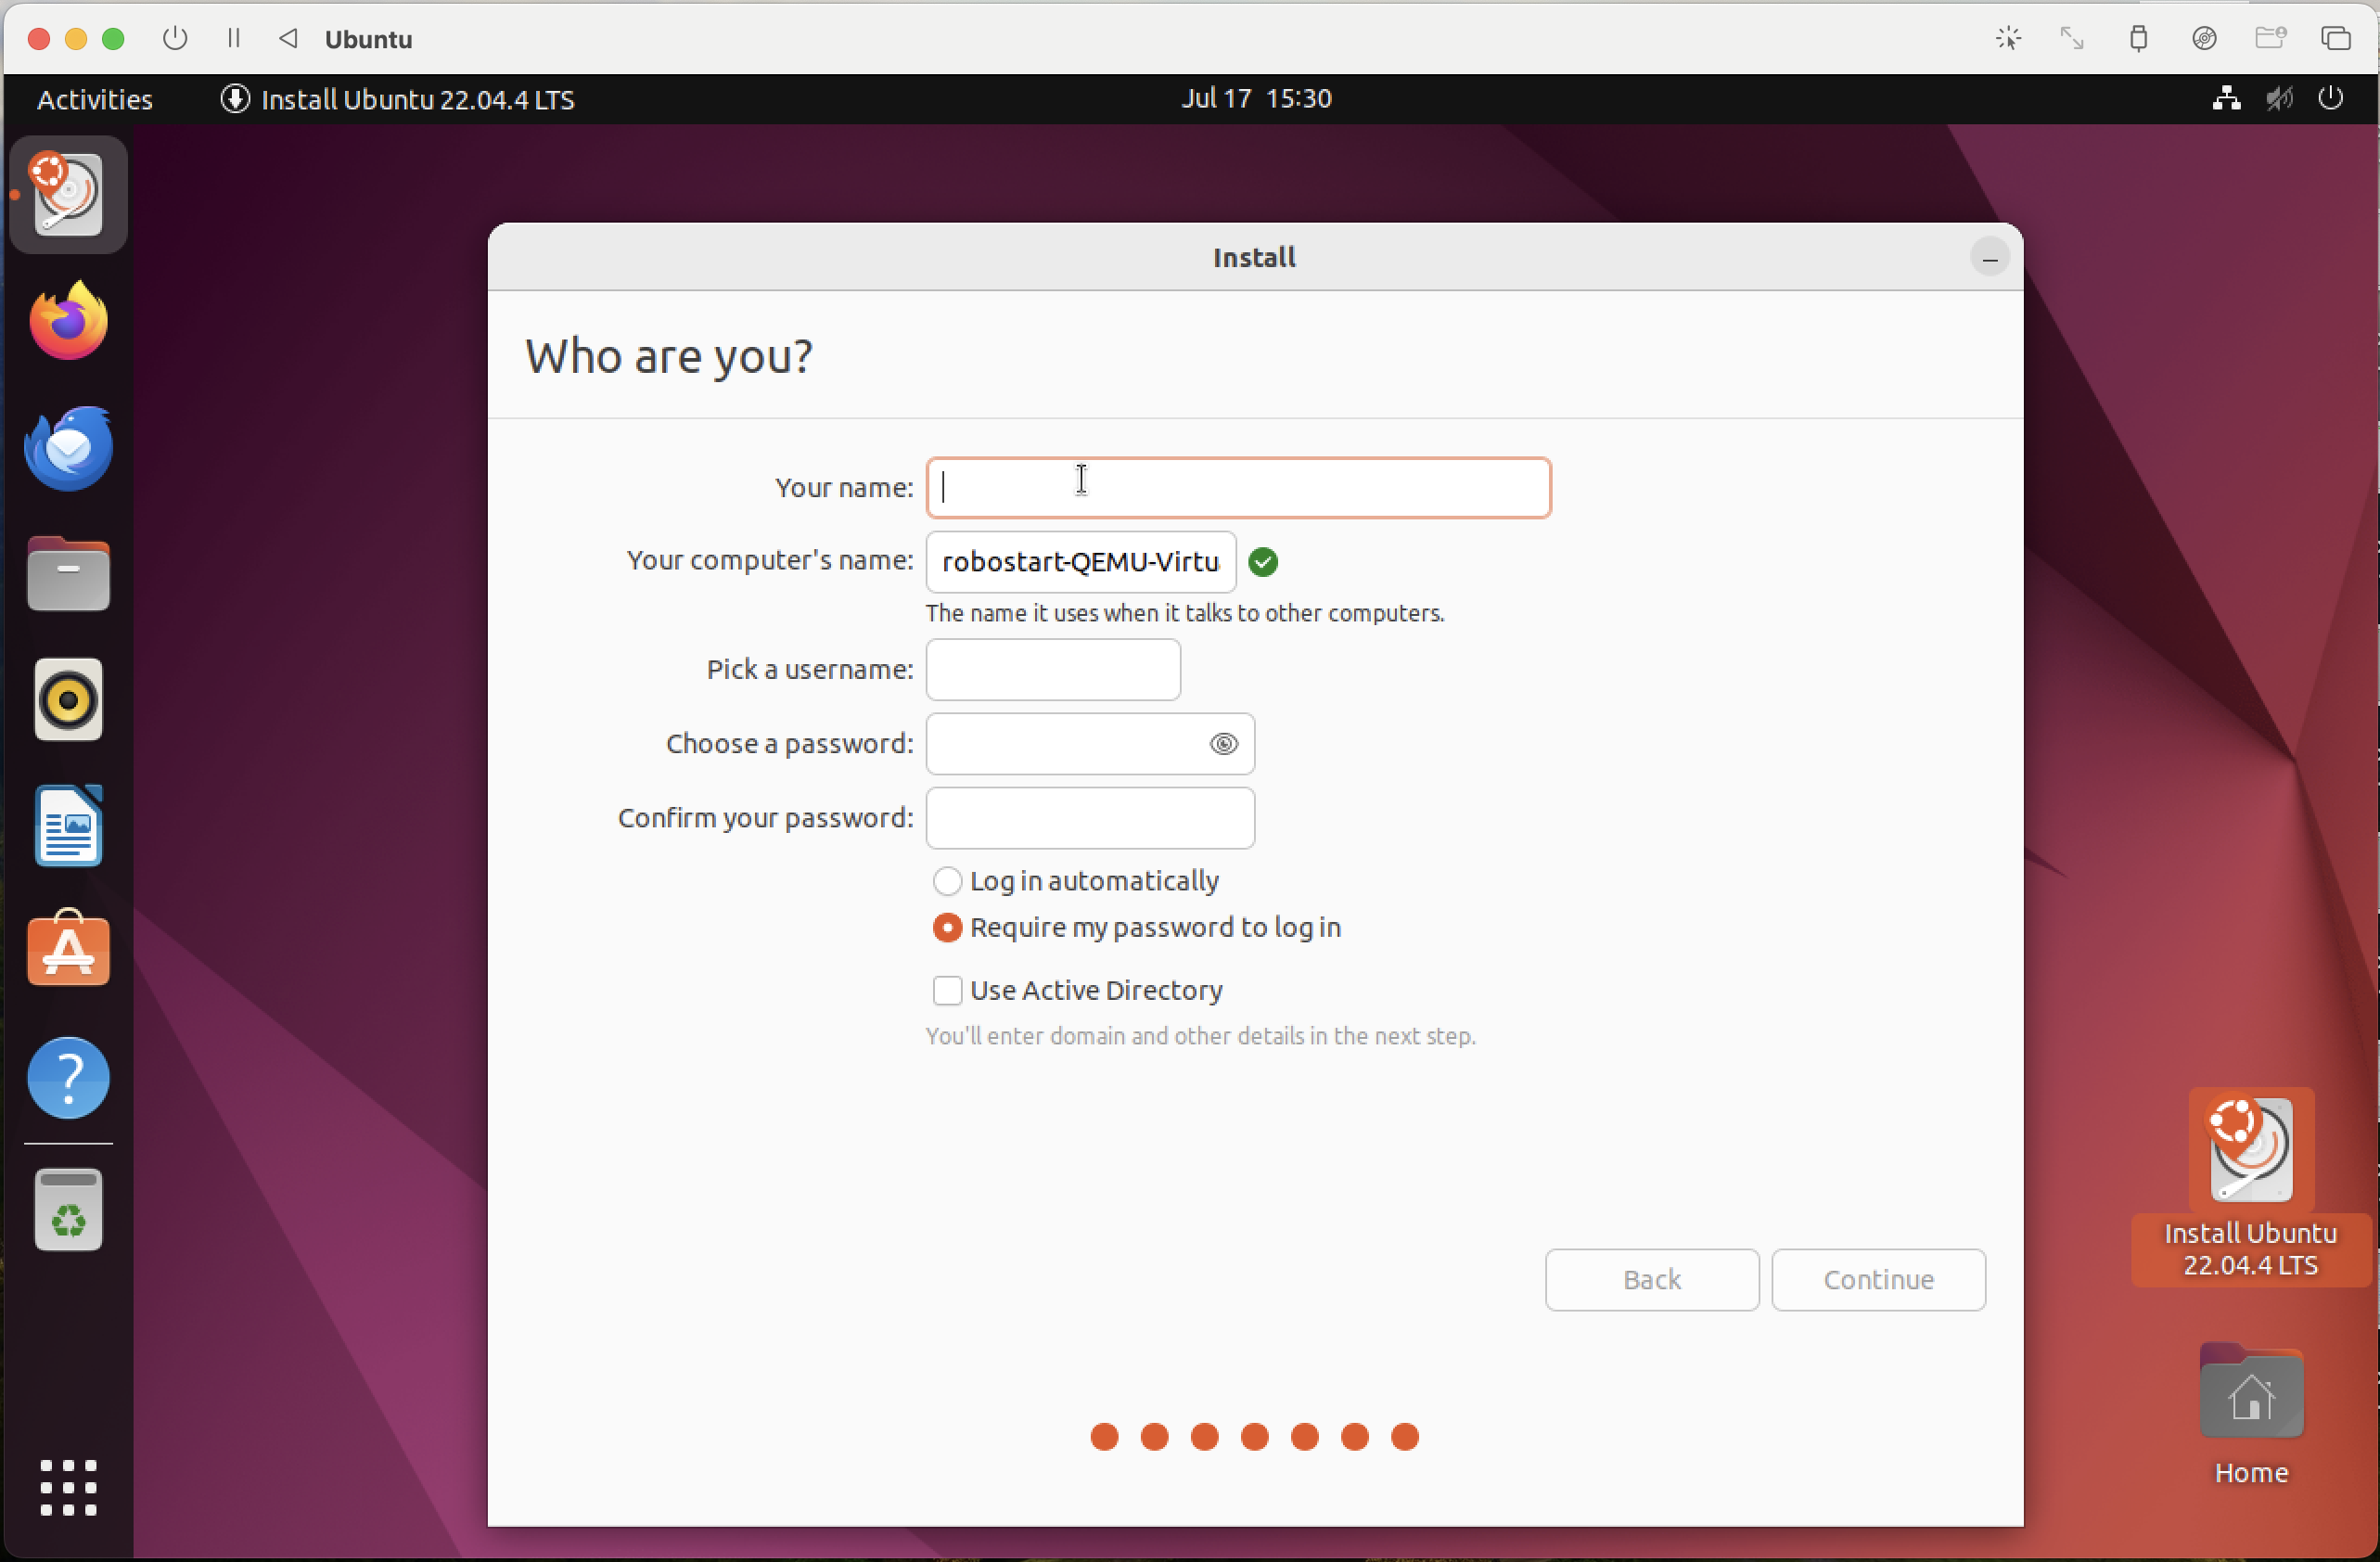 Ubuntu
Activities
Install Ubuntu 22.04.4 LTS
Jul 17 15:30
Install
Who are you?
Your name:
Your computer's name:
robostart-QEMU-Virtu
The name it uses when it talks to other computers.
Pick a username:
Choose a password:
Confirm your password:
Log in automatically
Require my password to log in
Use Active Directory
You'll enter domain and other details in the next step.
Back
Continue
Install Ubuntu
22.04.4 LTS
Home